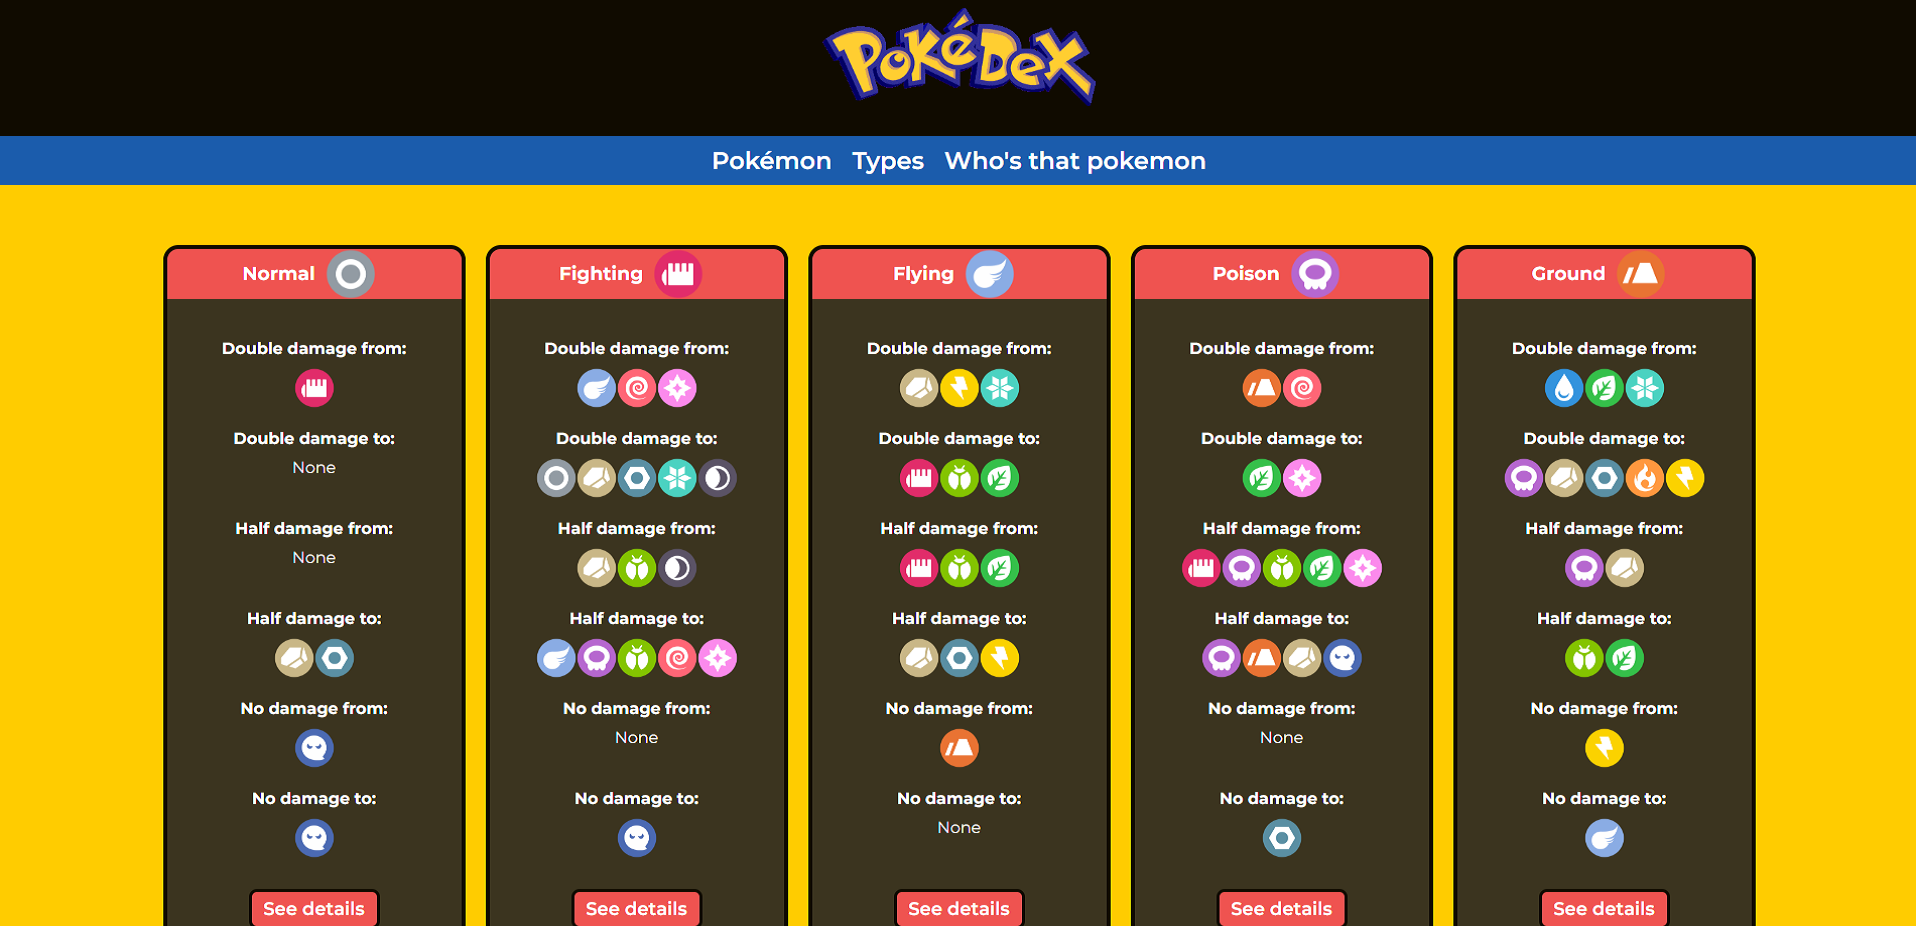 PoKéDex
Pokémon Types Who's that pokemon
Normal
Double damage from:
Double damage to:
None
Half damage from:
None
Half damage to:
No damage from:
No damage to:
See details
Fighting
Double damage from:
Double damage to:
Half damage from:
Half damage to:
No damage from:
None
No damage to:
See details
Flying
Double damage from:
Double damage to:
Half damage from:
Half damage to:
No damage from:
No damage to:
None
See details
Poison
Double damage from:
Double damage to:
Half damage from:
Half damage to:
No damage from:
None
No damage to:
See details
Ground
Double damage from:
Double damage to:
Half damage from:
Half damage to:
No damage from:
No damage to:
See details